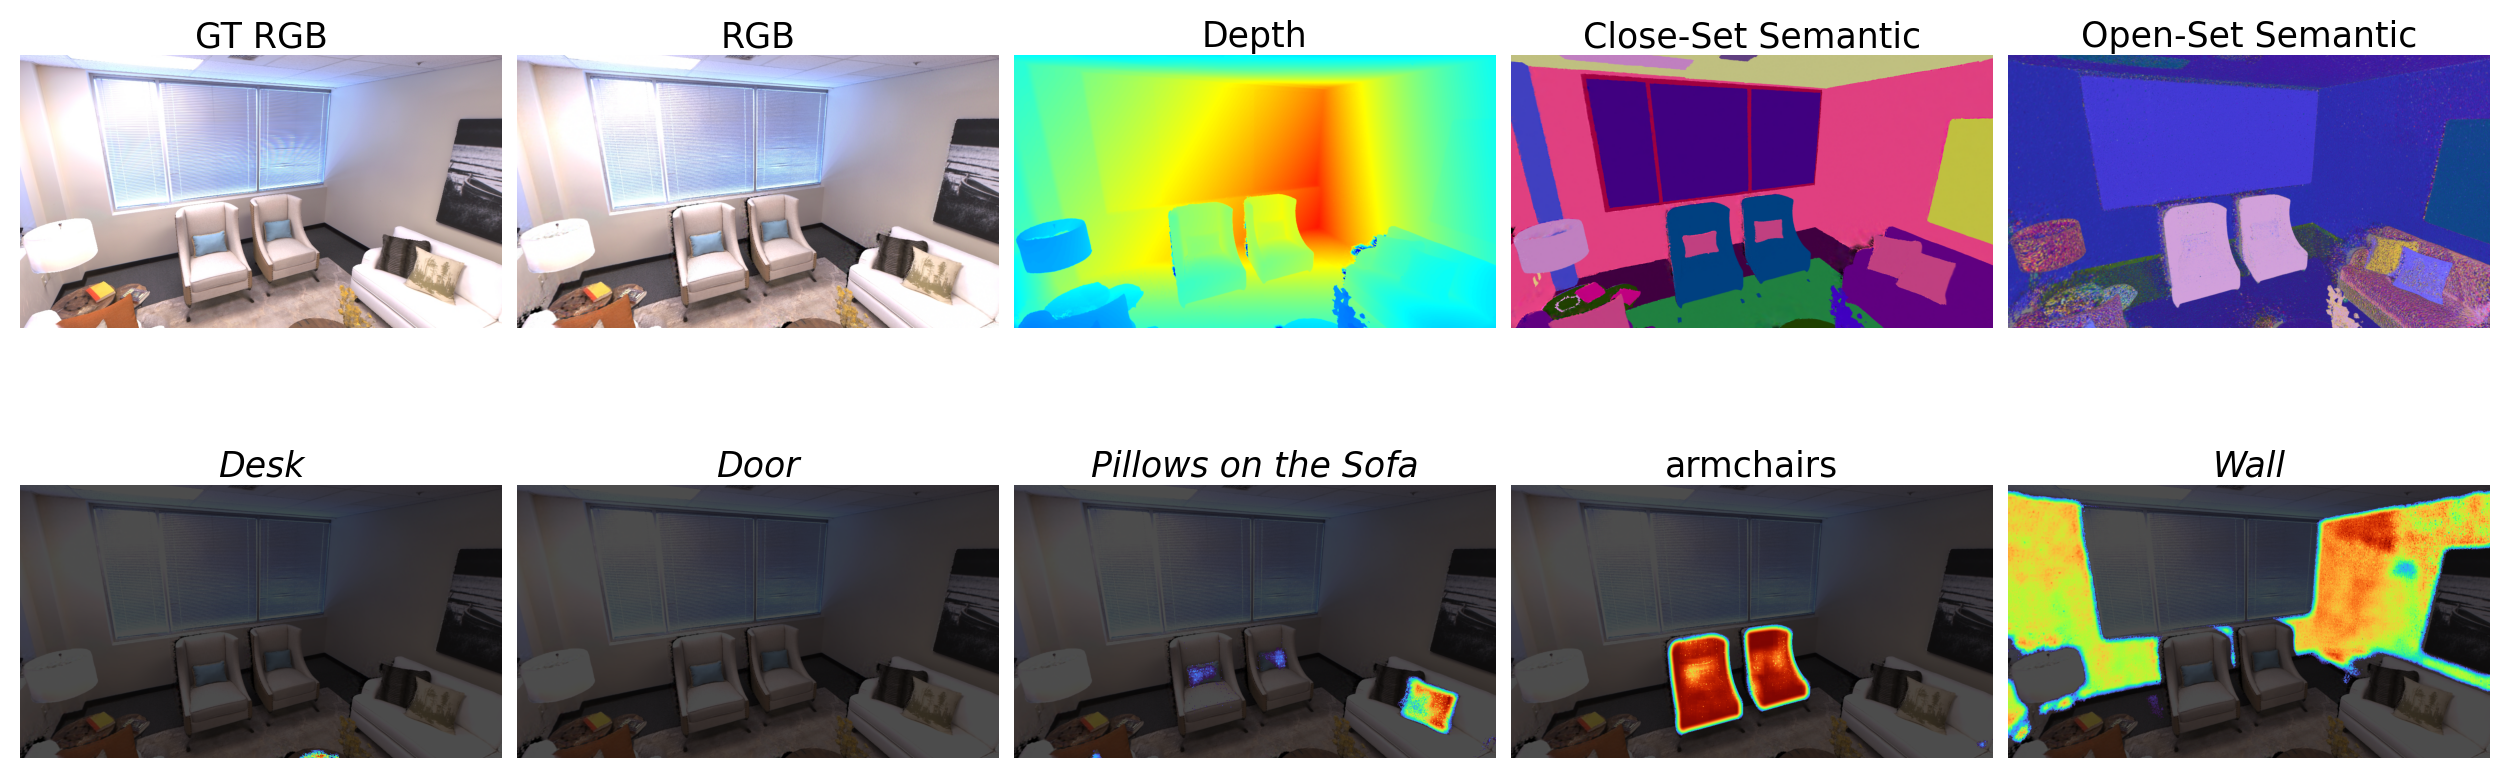 GT RGB
RGB
Depth
Close-Set Semantic
Open-Set Semantic
Desk
Door
Pillows on the Sofa
armchairs
Wall